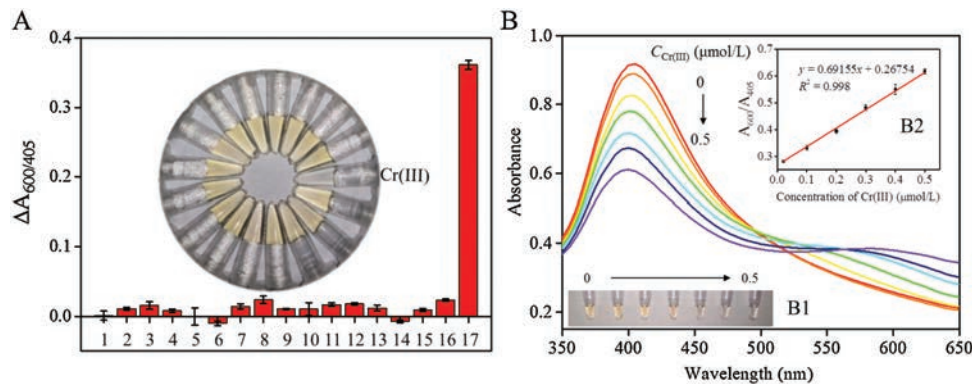 A
0.4
0.3
0.2
0.1
0.0
ΔA600/405
Cr(III)
1 2 3 4 5 6 7 8 9 10 11 12 13 14 15 16 17
B
1.0
0.8
0.6
0.4
0.2
Absorbance
350 400 450 500 550 600 650
Wavelength (nm)
CCr(III) (μmol/L)
0
0.5
0 0.5
B1
0.7
0.6
0.5
0.4
0.3
A600/A405
y = 0.69155x + 0.26754
R² = 0.998
B2
0.0 0.1 0.2 0.3 0.4 0.5
Concentration of Cr(III) (μmol/L)